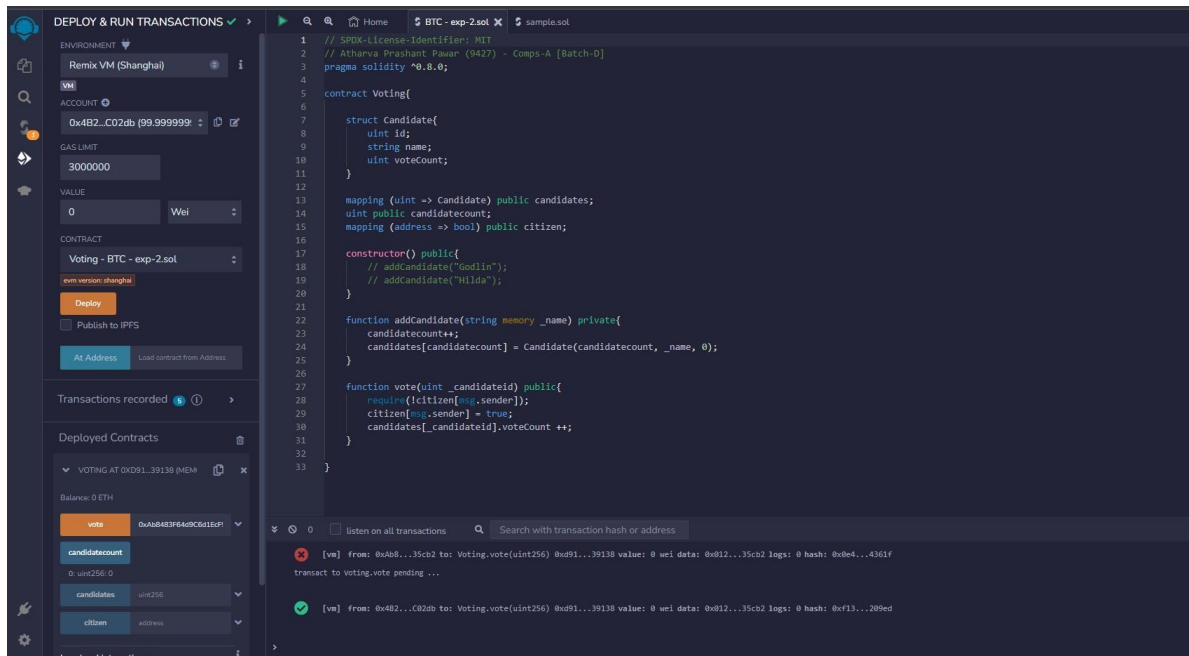 DEPLOY & RUN TRANSACTIONS
ENVIRONMENT
Remix VM (Shanghai)
VM
ACCOUNT
0x4B2...C02db (99.999999
GAS LIMIT
3000000
VALUE
0 Wei
CONTRACT
Voting - BTC - exp-2.sol
evm version: shanghai
Deploy
Publish to IPFS
At Address Load contract from Address
Transactions recorded 5 i
Deployed Contracts
VOTING AT 0XD91...39138 (MEM
Balance: 0 ETH
vote 0xAb8483F64d9C6d1EcF
candidatecount
0: uint256: 0
candidates uint256
citizen address
Home BTC - exp-2.sol sample.sol
1 // SPDX-License-Identifier: MIT
2 // Atharva Prashant Pawar (9427) - Comps-A [Batch-D]
3 pragma solidity ^0.8.0;
4
5 contract Voting{
6
7 struct Candidate{
8 uint id;
9 string name;
10 uint voteCount;
11 }
12
13 mapping (uint => Candidate) public candidates;
14 uint public candidatecount;
15 mapping (address => bool) public citizen;
16
17 constructor() public{
18 // addCandidate("Godlin");
19 // addCandidate("Hilda");
20 }
21
22 function addCandidate(string memory _name) private{
23 candidatecount++;
24 candidates[candidatecount] = Candidate(candidatecount, _name, 0);
25 }
26
27 function vote(uint _candidateid) public{
28 require(!citizen[msg.sender]);
29 citizen[msg.sender] = true;
30 candidates[_candidateid].voteCount ++;
31 }
32
33 }
0 listen on all transactions Search with transaction hash or address
[vm] from: 0xAb8...35cb2 to: Voting.vote(uint256) 0xd91...39138 value: 0 wei data: 0x012...35cb2 logs: 0 hash: 0x0e4...4361f
transact to Voting.vote pending ...
[vm] from: 0x4B2...C02db to: Voting.vote(uint256) 0xd91...39138 value: 0 wei data: 0x012...35cb2 logs: 0 hash: 0xf13...209ed
>